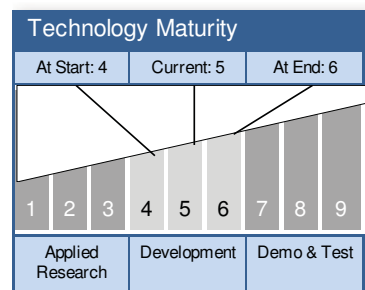 Technology Maturity
At Start: 4 Current: 5 At End: 6
1 2 3 4 5 6 7 8 9
Applied Research Development Demo & Test